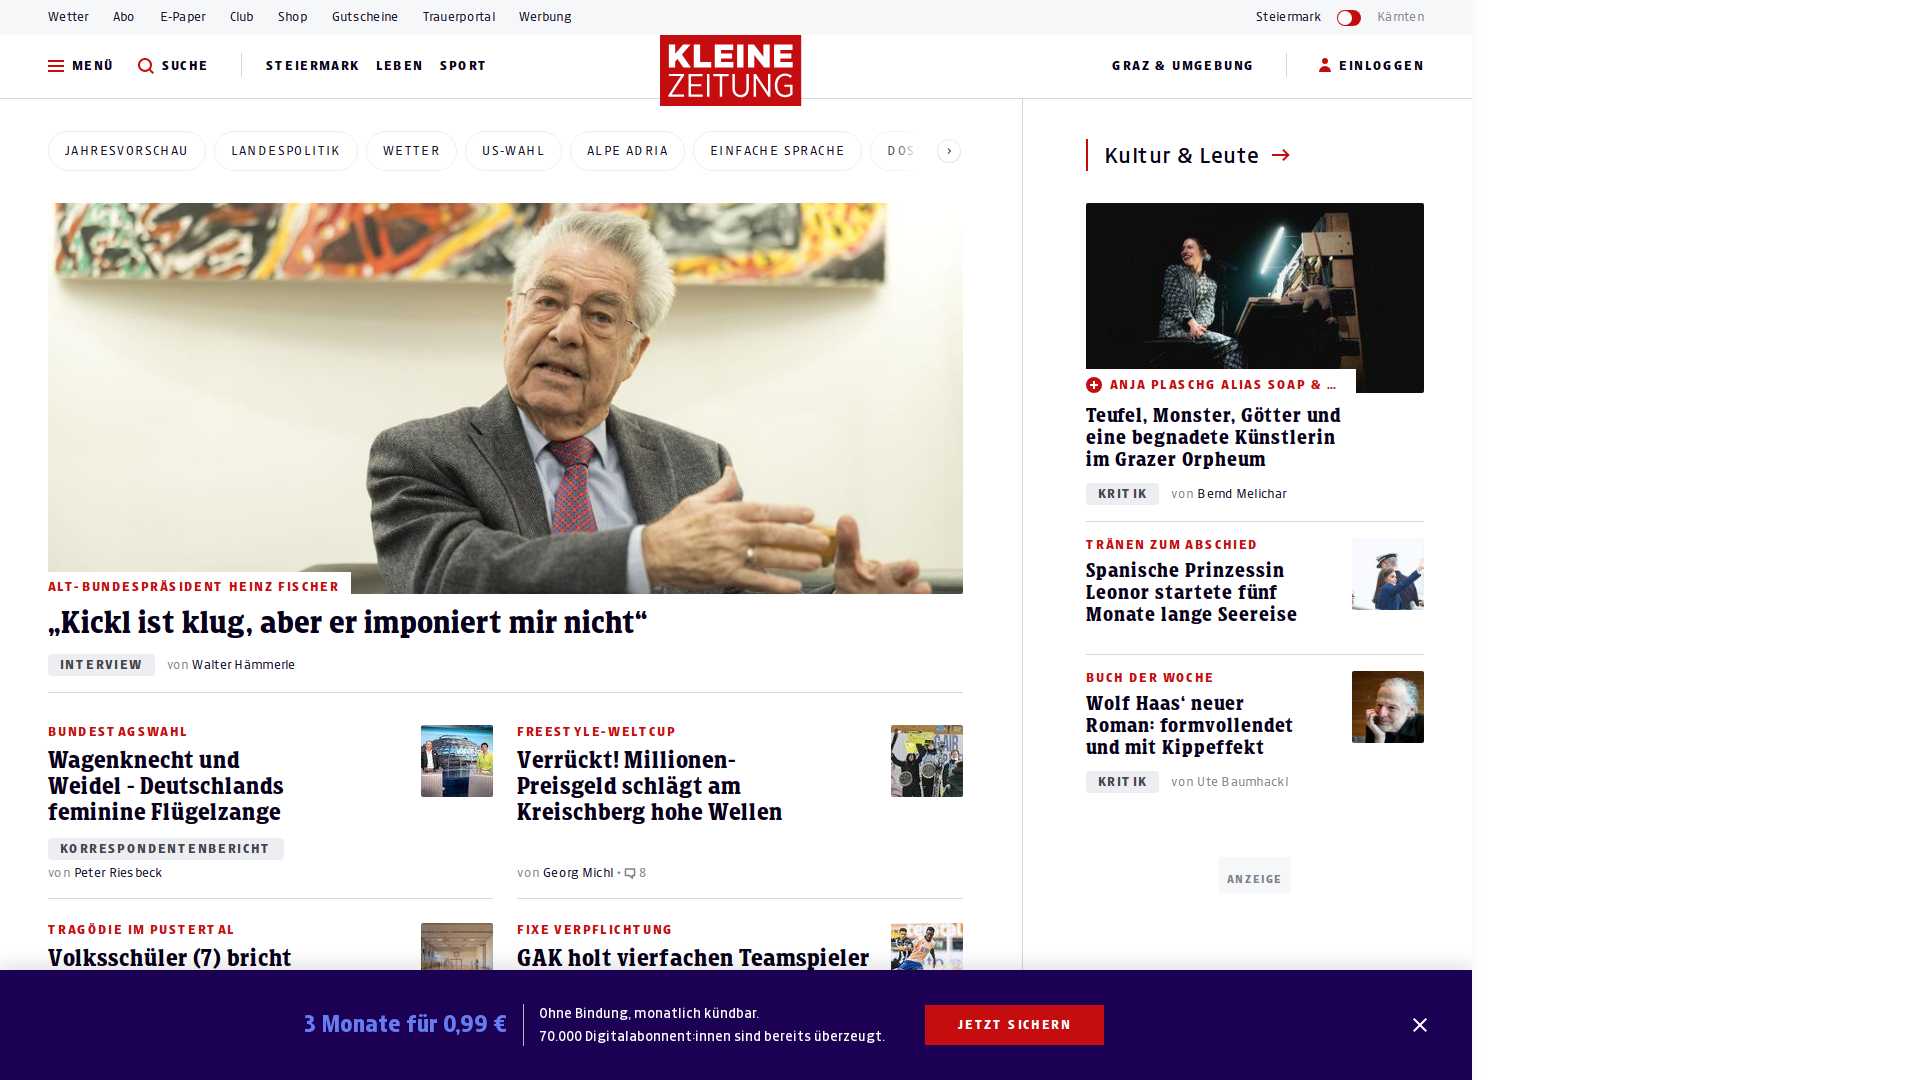 Wetter Abo E-Paper Club Shop Gutscheine Trauerportal Werbung Steiermark Kärnten
MENÜ SUCHE STEIERMARK LEBEN SPORT KLEINE ZEITUNG GRAZ & UMGEBUNG EINLOGGEN
JAHRESVORSCHAU LANDESPOLITIK WETTER US-WAHL ALPE ADRIA EINFACHE SPRACHE DOS
ALT-BUNDESPRÄSIDENT HEINZ FISCHER
„Kickl ist klug, aber er imponiert mir nicht“
INTERVIEW von Walter Hämmerle
BUNDESTAGSWAHL
Wagenknecht und
Weidel - Deutschlands
feminine Flügelzange
KORRESPONDENTENBERICHT
von Peter Riesbeck
FREESTYLE-WELTCUP
Verrückt! Millionen-
Preisgeld schlägt am
Kreischberg hohe Wellen
von Georg Michl • 8
TRAGÖDIE IM PUSTERTAL
Volksschüler (7) bricht
FIXE VERPFLICHTUNG
GAK holt vierfachen Teamspieler
Kultur & Leute
ANJA PLASCHG ALIAS SOAP & ...
Teufel, Monster, Götter und
eine begnadete Künstlerin
im Grazer Orpheum
KRITIK von Bernd Melichar
TRÄNEN ZUM ABSCHIED
Spanische Prinzessin
Leonor startete fünf
Monate lange Seereise
BUCH DER WOCHE
Wolf Haas‘ neuer
Roman: formvollendet
und mit Kippeffekt
KRITIK von Ute Baumhackl
ANZEIGE
3 Monate für 0,99 €
Ohne Bindung, monatlich kündbar.
70.000 Digitalabonnent:innen sind bereits überzeugt.
JETZT SICHERN